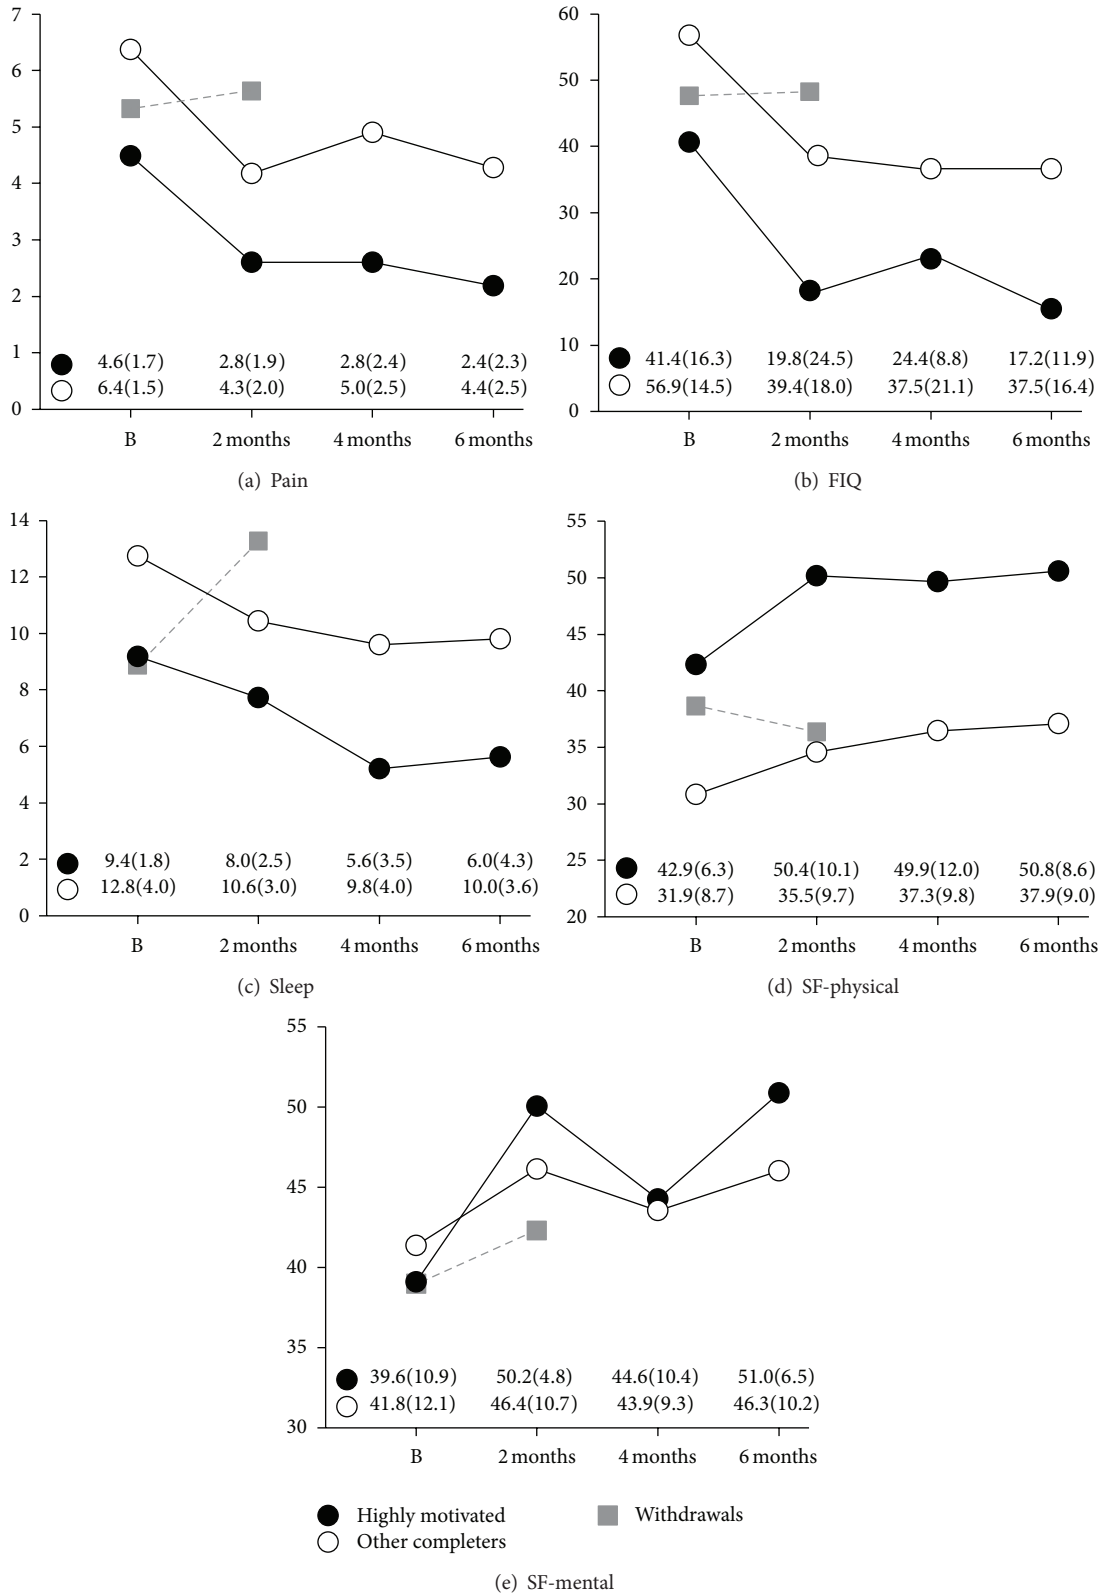 7
6
5
4
3
2
1
0
4.6(1.7) 2.8(1.9) 2.8(2.4) 2.4(2.3)
6.4(1.5) 4.3(2.0) 5.0(2.5) 4.4(2.5)
B 2 months 4 months 6 months
(a) Pain
60
50
40
30
20
10
0
41.4(16.3) 19.8(24.5) 24.4(8.8) 17.2(11.9)
56.9(14.5) 39.4(18.0) 37.5(21.1) 37.5(16.4)
B 2 months 4 months 6 months
(b) FIQ
14
12
10
8
6
4
2
0
9.4(1.8) 8.0(2.5) 5.6(3.5) 6.0(4.3)
12.8(4.0) 10.6(3.0) 9.8(4.0) 10.0(3.6)
B 2 months 4 months 6 months
(c) Sleep
55
50
45
40
35
30
25
20
42.9(6.3) 50.4(10.1) 49.9(12.0) 50.8(8.6)
31.9(8.7) 35.5(9.7) 37.3(9.8) 37.9(9.0)
B 2 months 4 months 6 months
(d) SF-physical
55
50
45
40
35
30
39.6(10.9) 50.2(4.8) 44.6(10.4) 51.0(6.5)
41.8(12.1) 46.4(10.7) 43.9(9.3) 46.3(10.2)
B 2 months 4 months 6 months
Highly motivated Withdrawals
Other completers
(e) SF-mental